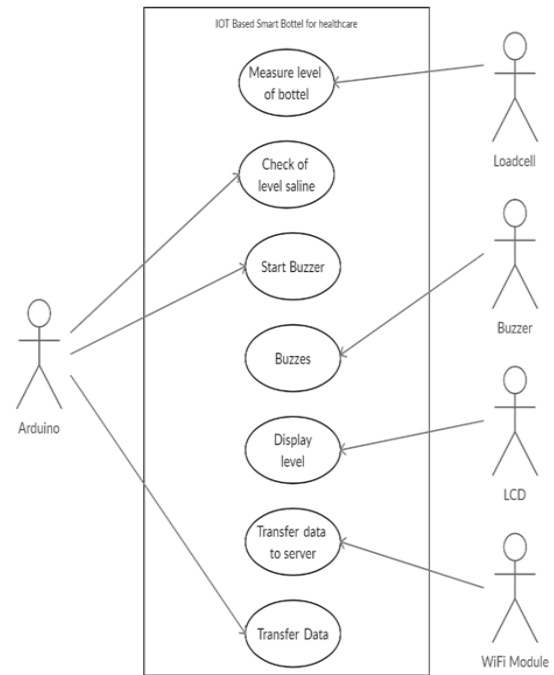 IOT Based Smart Bottel for healthcare
Measure level
of bottel
Loadcell
Check of
level saline
Start Buzzer
Buzzer
Buzzes
Arduino
Display
level
LCD
Transfer data
to server
Transfer Data
WiFi Module